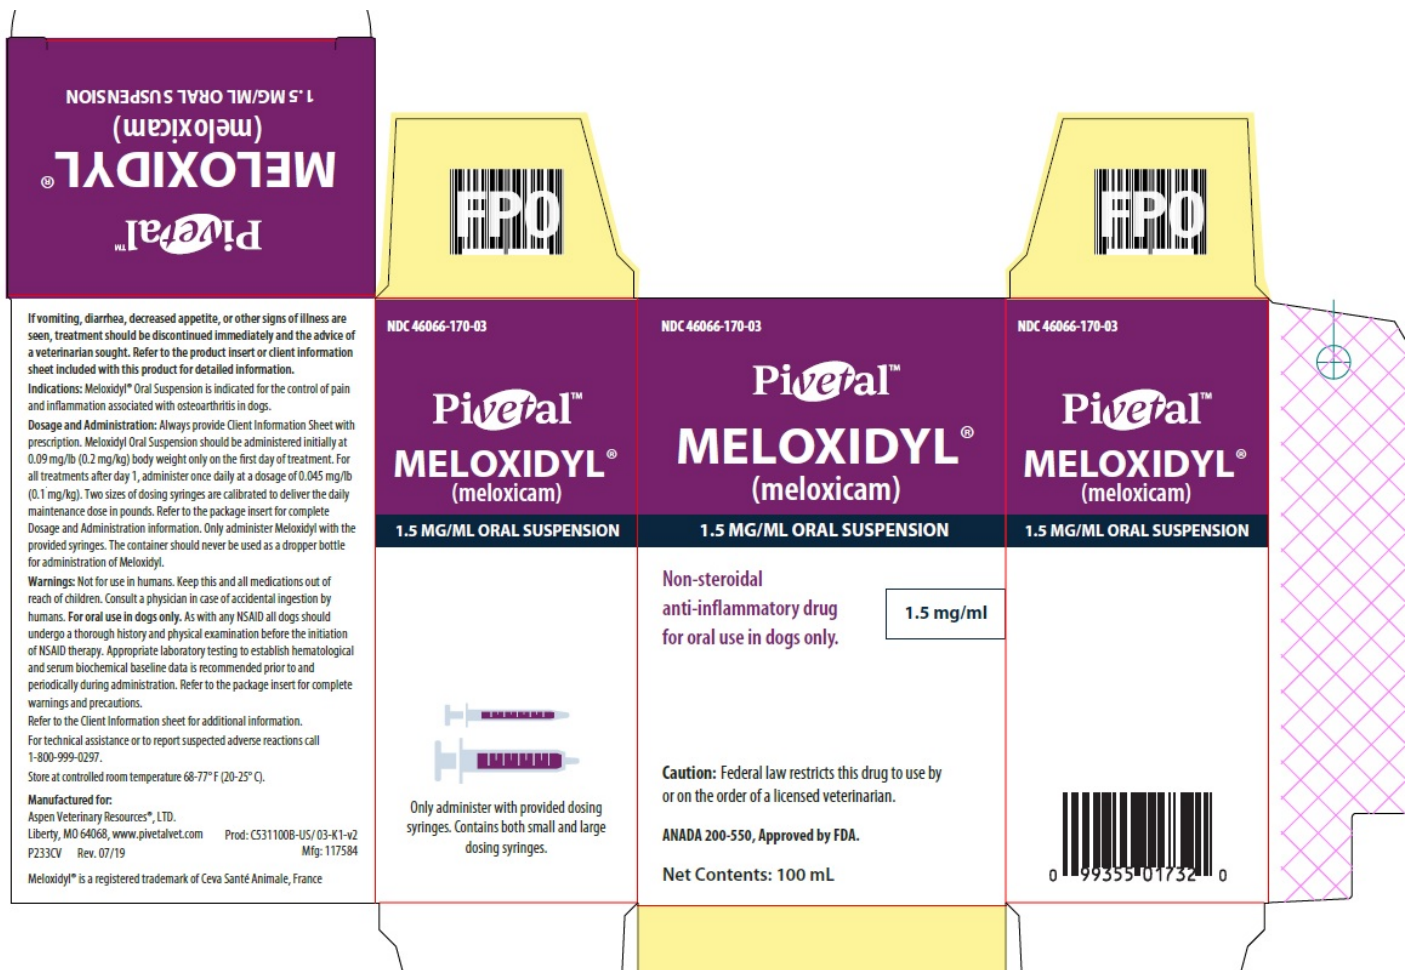 Pivetal™
MELOXIDYL®
(meloxicam)
1.5 MG/ML ORAL SUSPENSION
If vomiting, diarrhea, decreased appetite, or other signs of illness are
seen, treatment should be discontinued immediately and the advice of
a veterinarian sought. Refer to the product insert or client information
sheet included with this product for detailed information.
Indications: Meloxidyl® Oral Suspension is indicated for the control of pain
and inflammation associated with osteoarthritis in dogs.
Dosage and Administration: Always provide Client Information Sheet with
prescription. Meloxidyl Oral Suspension should be administered initially at
0.09 mg/lb (0.2 mg/kg) body weight only on the first day of treatment. For
all treatments after day 1, administer once daily at a dosage of 0.045 mg/lb
(0.1 mg/kg). Two sizes of dosing syringes are calibrated to deliver the daily
maintenance dose in pounds. Refer to the package insert for complete
Dosage and Administration information. Only administer Meloxidyl with the
provided syringes. The container should never be used as a dropper bottle
for administration of Meloxidyl.
Warnings: Not for use in humans. Keep this and all medications out of
reach of children. Consult a physician in case of accidental ingestion by
humans. For oral use in dogs only. As with any NSAID all dogs should
undergo a thorough history and physical examination before the initiation
of NSAID therapy. Appropriate laboratory testing to establish hematological
and serum biochemical baseline data is recommended prior to and
periodically during administration. Refer to the package insert for complete
warnings and precautions.
Refer to the Client Information sheet for additional information.
For technical assistance or to report suspected adverse reactions call
1-800-999-0297.
Store at controlled room temperature 68-77° F (20-25° C).
Manufactured for:
Aspen Veterinary Resources®, LTD.
Liberty, MO 64068, www.pivetalvet.com Prod: C531100B-US/ 03-K1-v2
P233CV Rev. 07/19 Mfg: 117584
Meloxidyl® is a registered trademark of Ceva Santé Animale, France
FPO
NDC 46066-170-03
Pivetal™
MELOXIDYL®
(meloxicam)
1.5 MG/ML ORAL SUSPENSION
Only administer with provided dosing
syringes. Contains both small and large
dosing syringes.
NDC 46066-170-03
Pivetal™
MELOXIDYL®
(meloxicam)
1.5 MG/ML ORAL SUSPENSION
Non-steroidal
anti-inflammatory drug
for oral use in dogs only.
1.5 mg/ml
Caution: Federal law restricts this drug to use by
or on the order of a licensed veterinarian.
ANADA 200-550, Approved by FDA.
Net Contents: 100 mL
FPO
NDC 46066-170-03
Pivetal™
MELOXIDYL®
(meloxicam)
1.5 MG/ML ORAL SUSPENSION
0 99355 01732 0